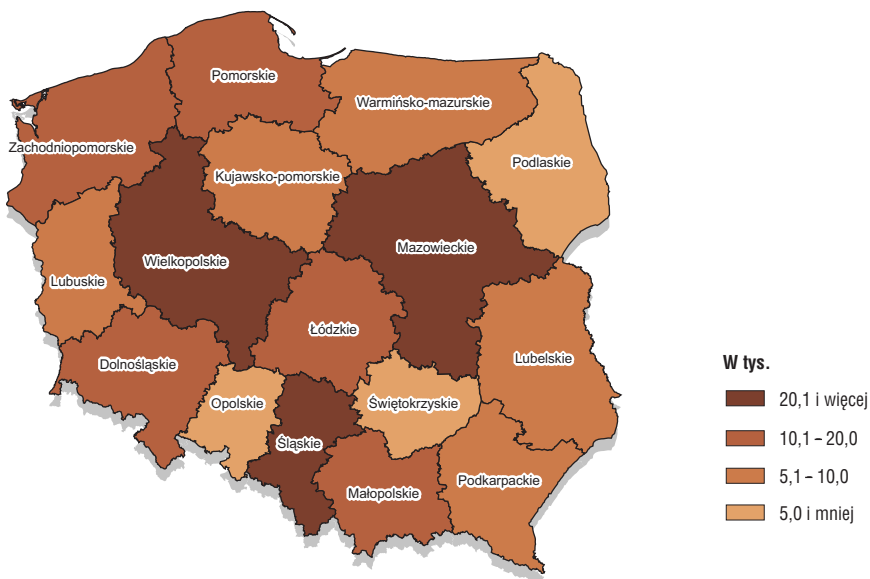 Pomorskie
Warmińsko-mazurskie
Zachodniopomorskie
Podlaskie
Kujawsko-pomorskie
Mazowieckie
Wielkopolskie
Lubuskie
Łódzkie
Lubelskie
Dolnośląskie
Opolskie
Świętokrzyskie
Śląskie
Podkarpackie
Małopolskie
W tys.
20,1 i więcej
10,1 – 20,0
5,1 – 10,0
5,0 i mniej